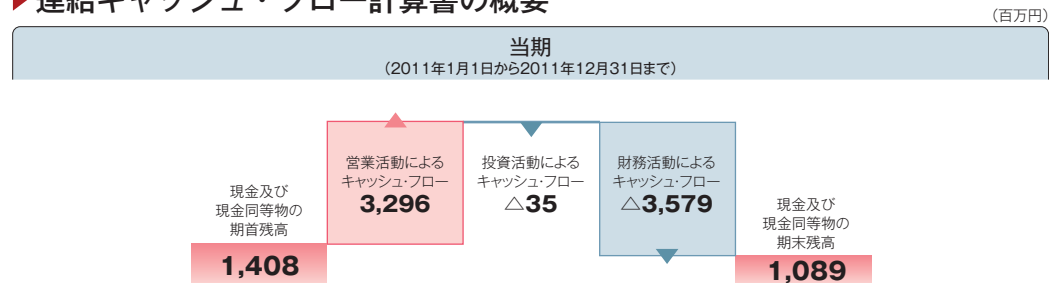 ▶連結キャッシュ・フロー計算書の概要
（百万円）
当期
（2011年1月1日から2011年12月31日まで）
現金及び
現金同等物の
期首残高
1,408
営業活動による
キャッシュ・フロー
3,296
投資活動による
キャッシュ・フロー
△35
財務活動による
キャッシュ・フロー
△3,579
現金及び
現金同等物の
期末残高
1,089